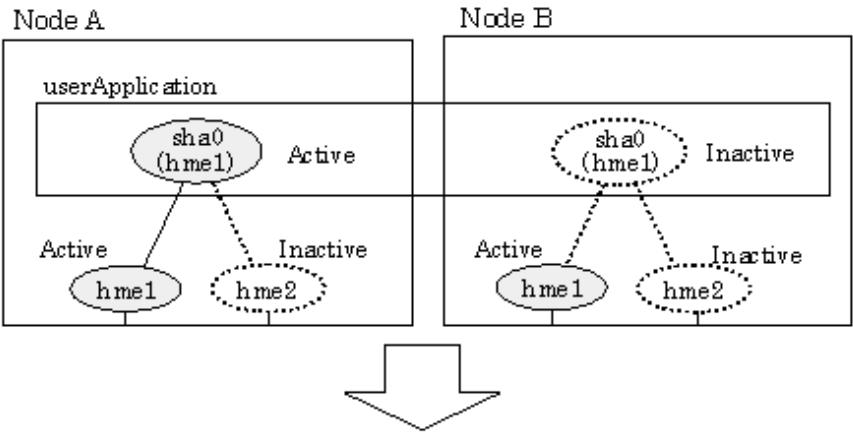 Node A
Node B
userApplication
sha0
(hme1)
Active
sha0
(hme1)
Inactive
Active
Inactive
Active
Inactive
hme1
hme2
hme1
hme2